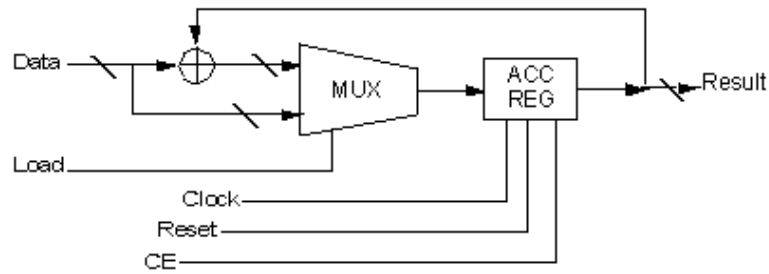 Data
MUX
ACC
REG
Result
Load
Clock
Reset
CE